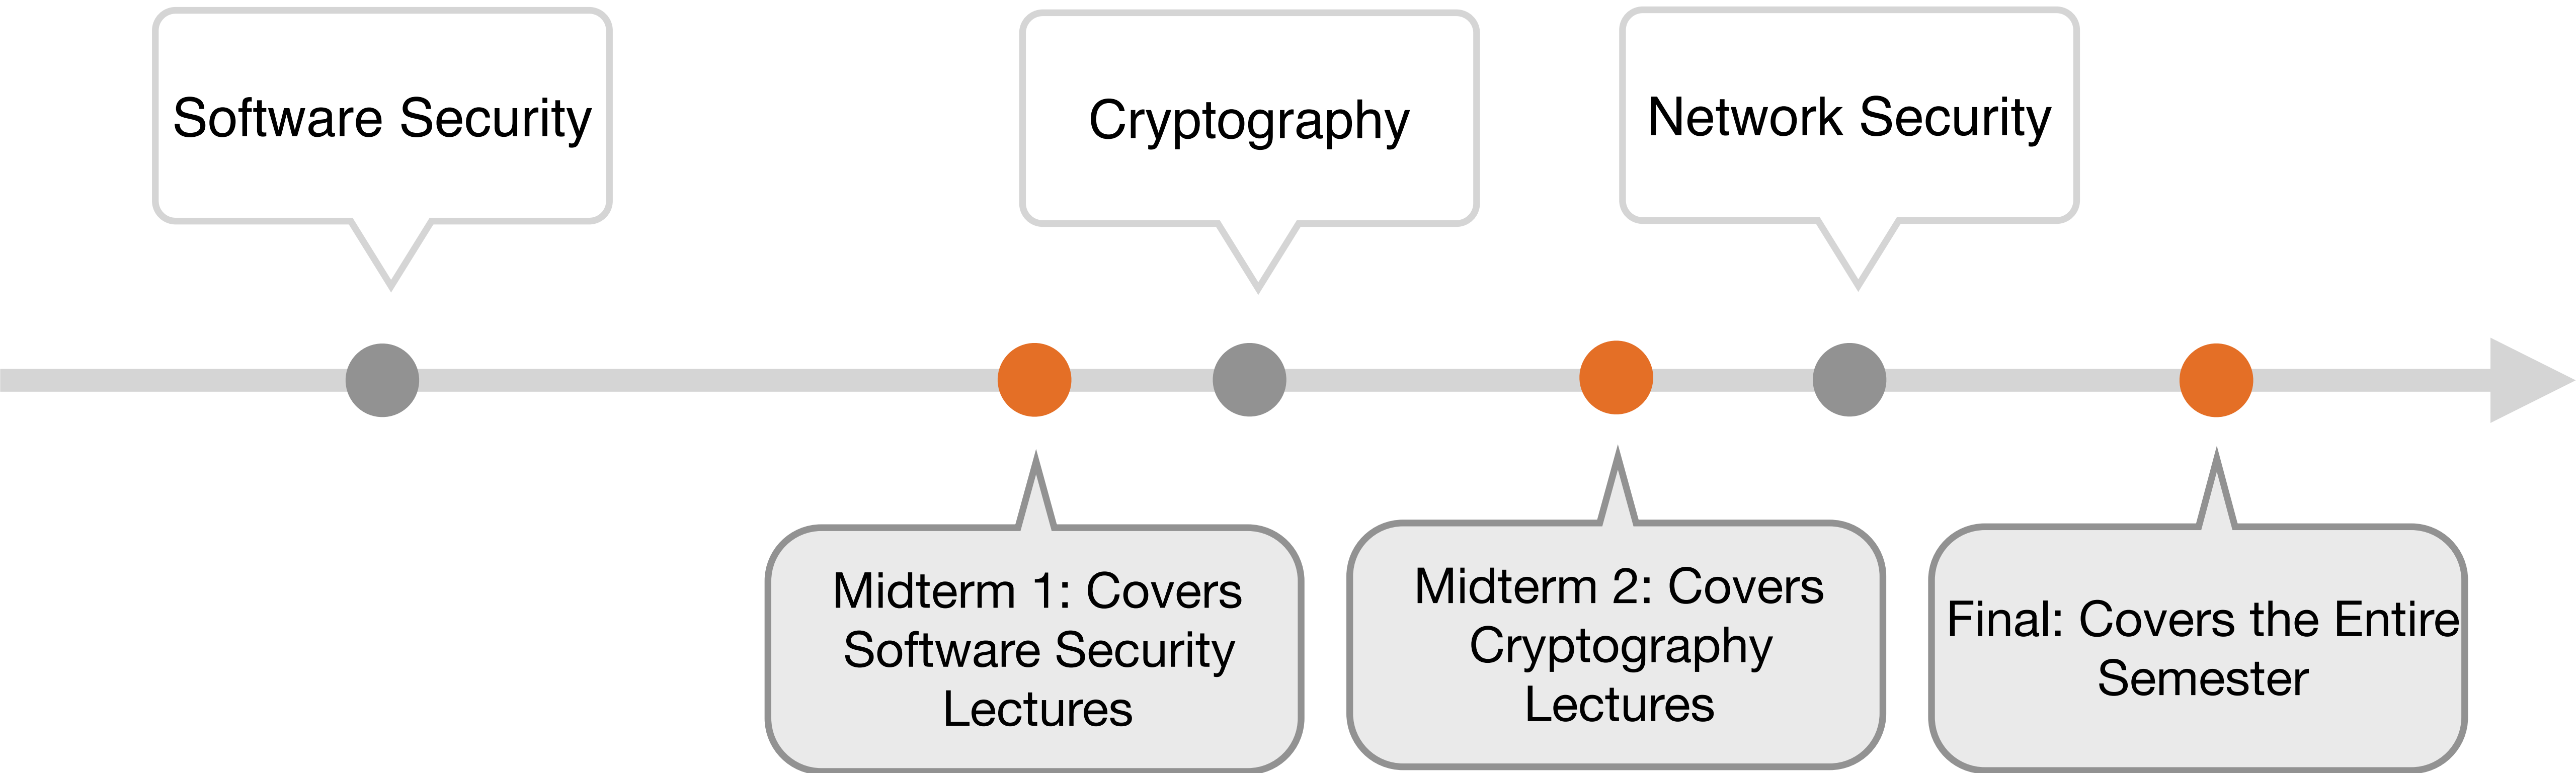 Software Security
Cryptography
Network Security
Midterm 1: Covers
Software Security
Lectures
Midterm 2: Covers
Cryptography
Lectures
Final: Covers the Entire
Semester